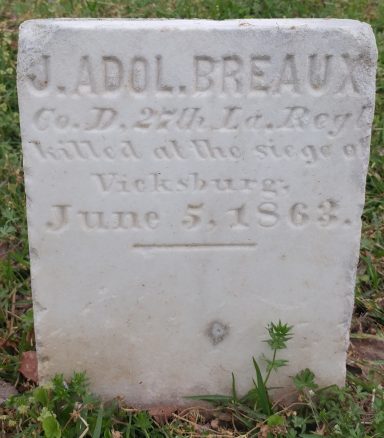 J. ADOL. BREAUX
Co. D. 27th La. Regt
killed at the siege of
Vicksburg.
June 5, 1863.